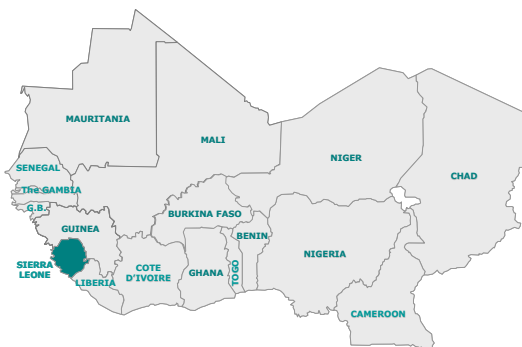 MAURITANIA
MALI
NIGER
SENEGAL
CHAD
The GAMBIA
G.B.
BURKINA FASO
GUINEA
BENIN
NIGERIA
SIERRA
LEONE
COTE
D'IVOIRE
GHANA
TOGO
LIBERIA
CAMEROON